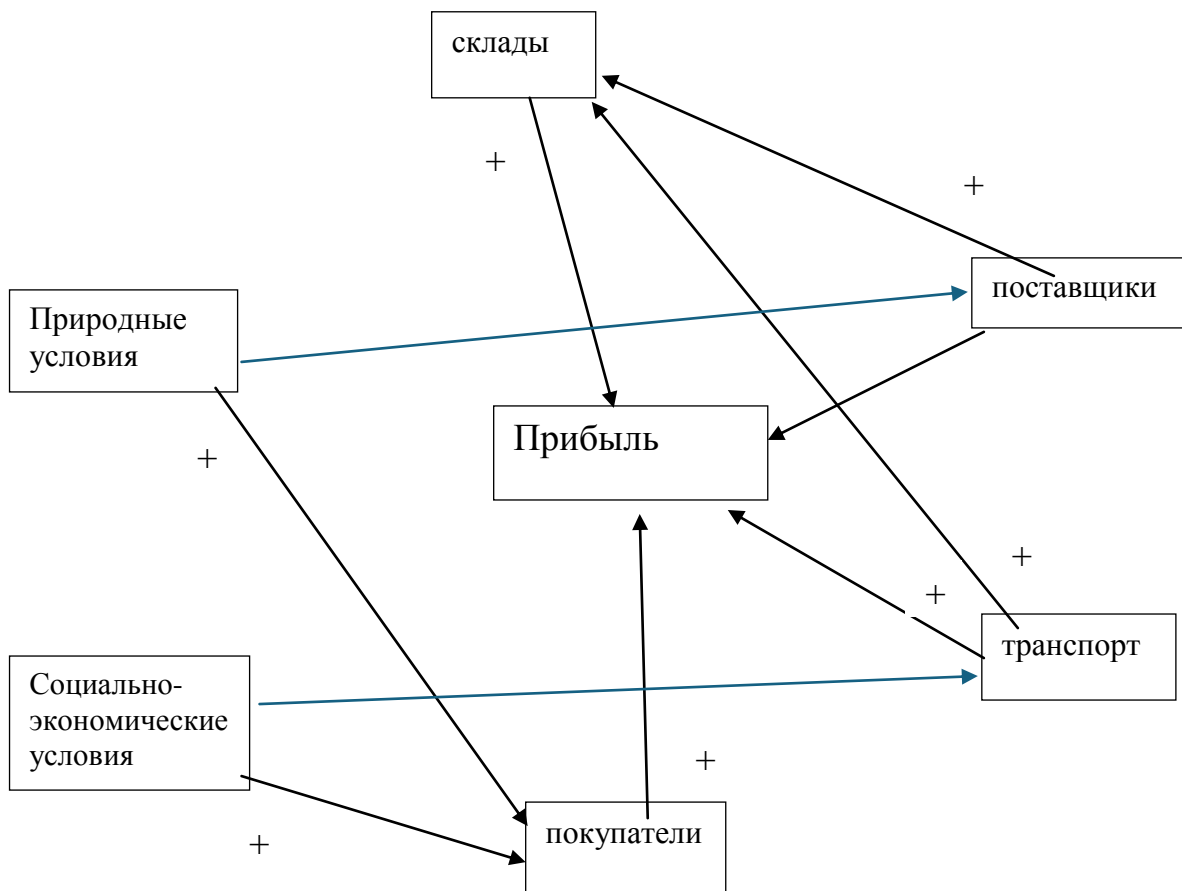 склады
+
+
поставщики
Природные
условия
Прибыль
+
+
+
транспорт
Социально-
экономические
условия
+
покупатели
+